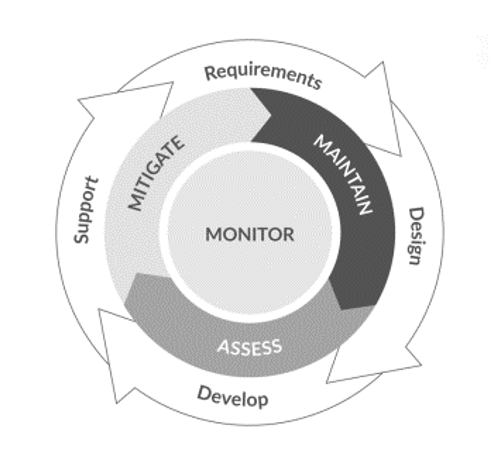 Requirements
MITIGATE
MAINTAIN
Support
MONITOR
Design
ASSESS
Develop